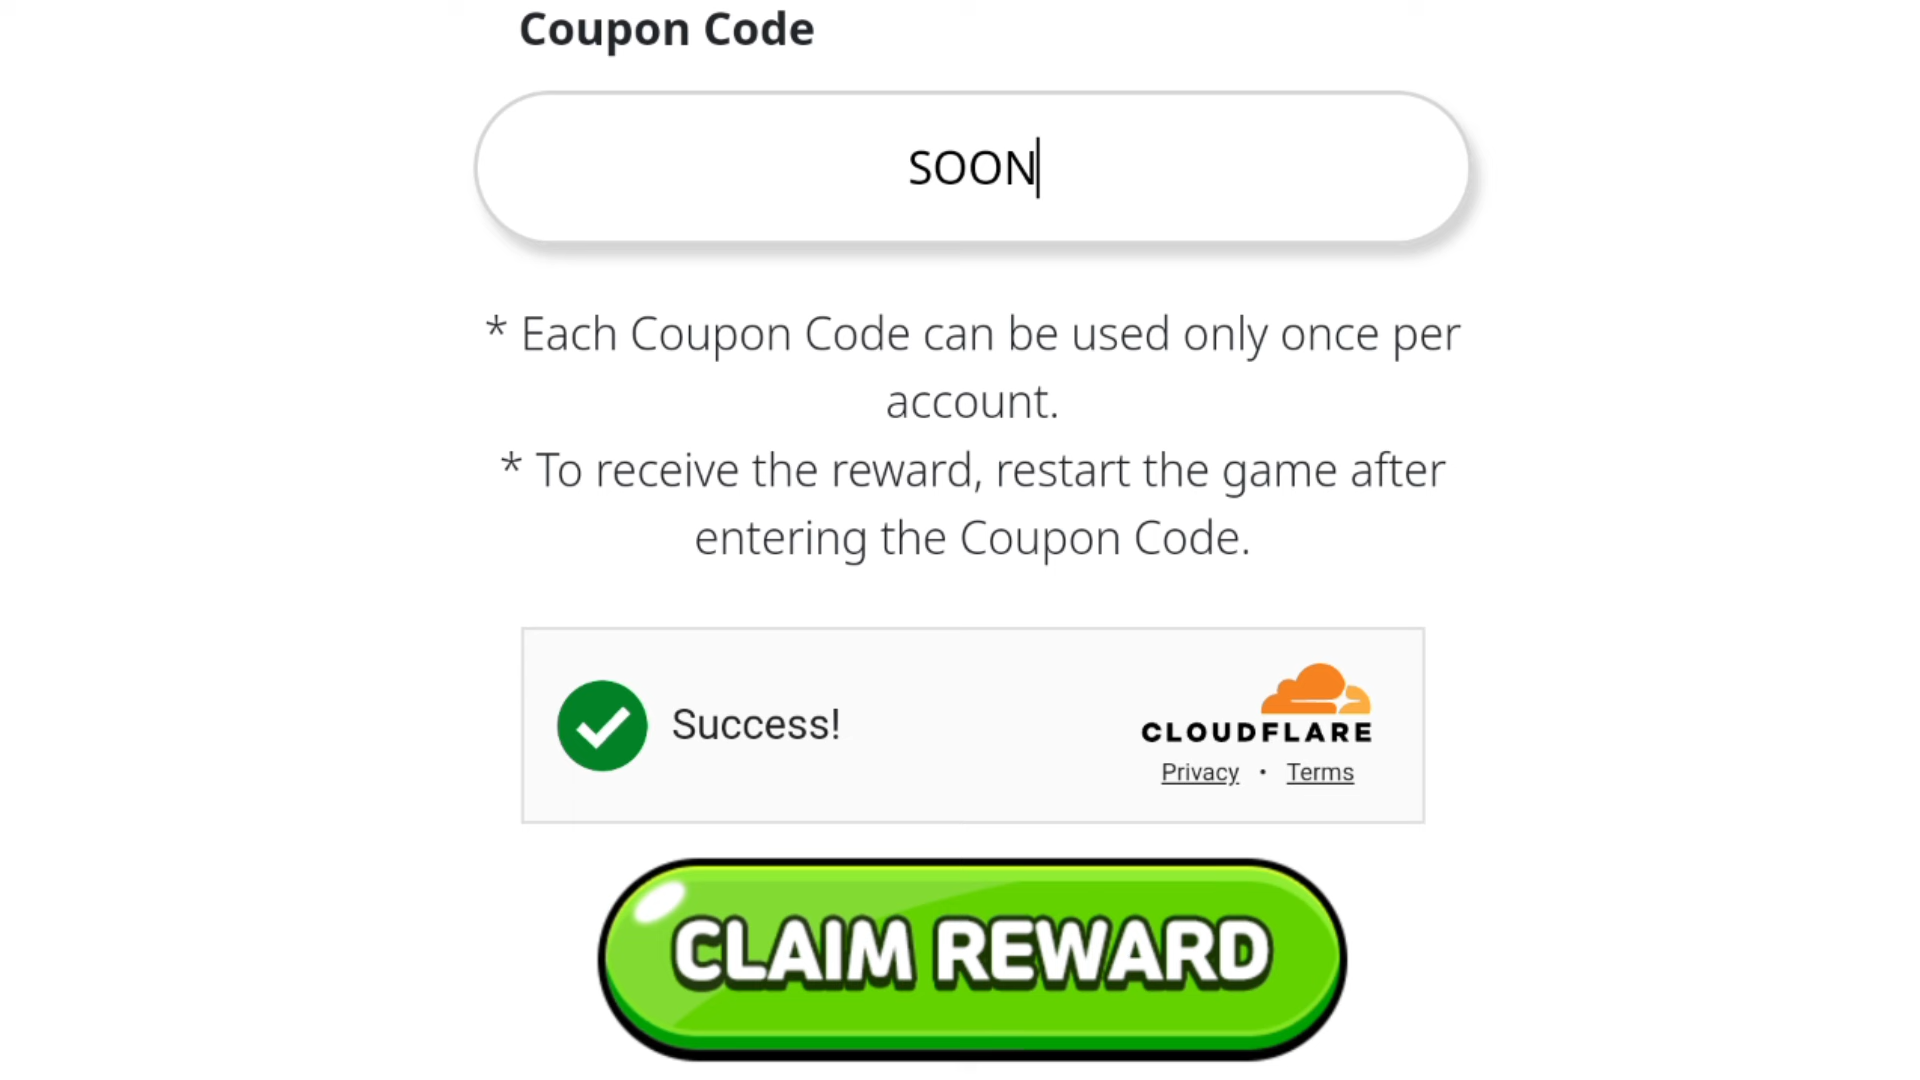 Coupon Code
SOON
* Each Coupon Code can be used only once per
account.
* To receive the reward, restart the game after
entering the Coupon Code.
Success!
CLOUDFLARE
Privacy • Terms
CLAIM REWARD